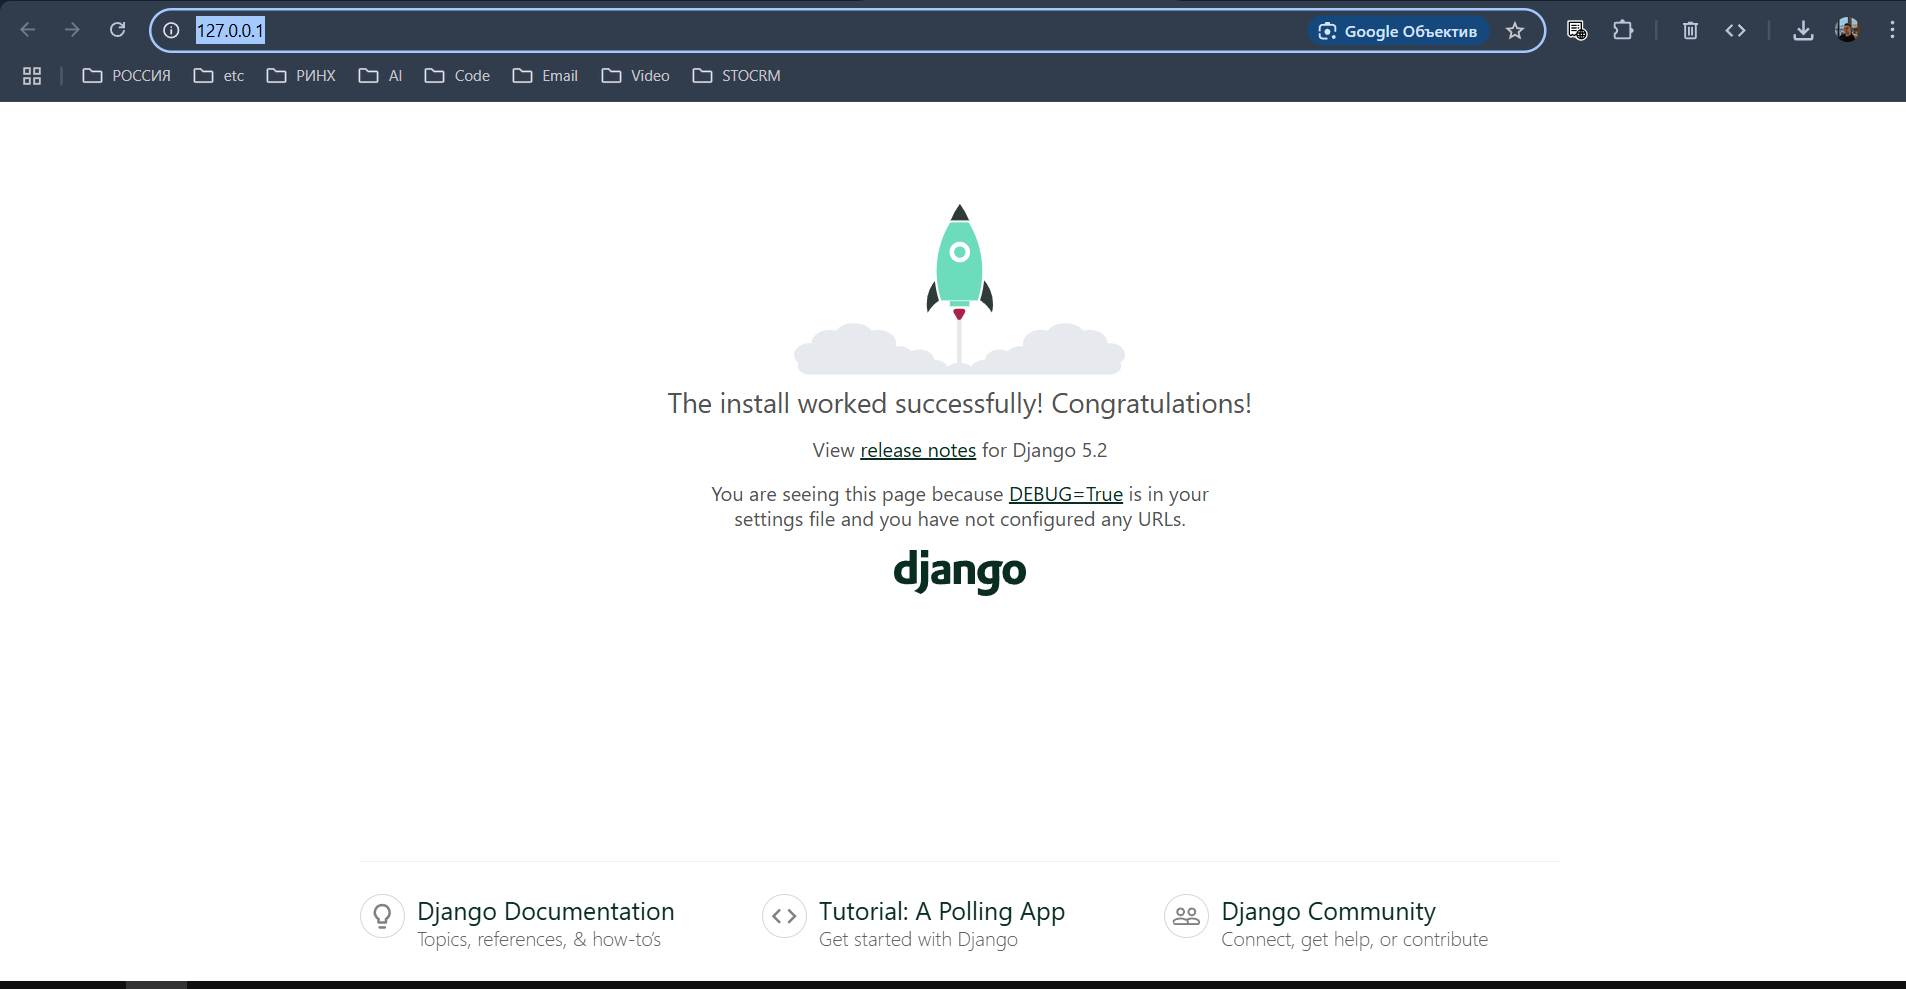 127.0.0.1
Google Объектив
РОССИЯ
etc
РИНХ
AI
Code
Email
Video
STOCRM
The install worked successfully! Congratulations!
View release notes for Django 5.2
You are seeing this page because DEBUG=True is in your
settings file and you have not configured any URLs.
django
Django Documentation
Topics, references, & how-to’s
Tutorial: A Polling App
Get started with Django
Django Community
Connect, get help, or contribute